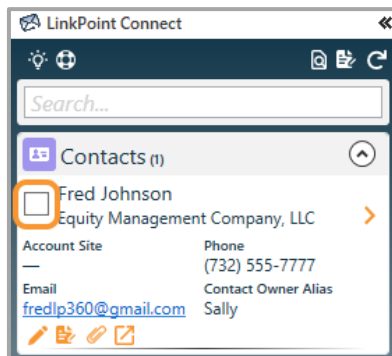 LinkPoint Connect
Search...
Contacts (1)
Fred Johnson
Equity Management Company, LLC
Account Site Phone
— (732) 555-7777
Email Contact Owner Alias
fredlp360@gmail.com Sally